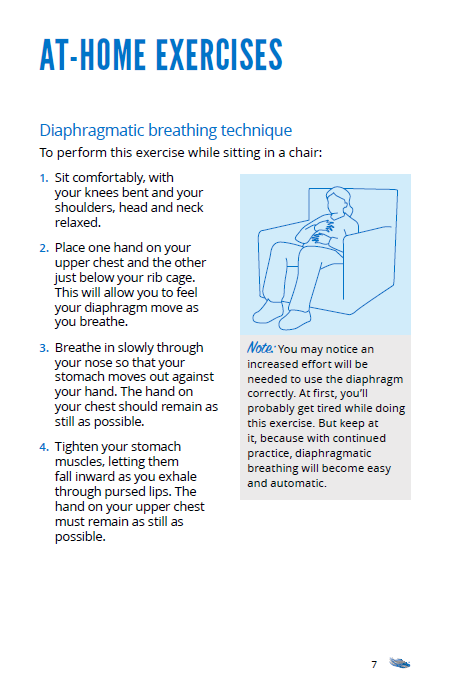 AT-HOME EXERCISES
Diaphragmatic breathing technique
To perform this exercise while sitting in a chair:
1. Sit comfortably, with
your knees bent and your
shoulders, head and neck
relaxed.
2. Place one hand on your
upper chest and the other
just below your rib cage.
This will allow you to feel
your diaphragm move as
you breathe.
3. Breathe in slowly through
your nose so that your
stomach moves out against
your hand. The hand on
your chest should remain as
still as possible.
4. Tighten your stomach
muscles, letting them
fall inward as you exhale
through pursed lips. The
hand on your upper chest
must remain as still as
possible.
Note: You may notice an
increased effort will be
needed to use the diaphragm
correctly. At first, you’ll
probably get tired while doing
this exercise. But keep at
it, because with continued
practice, diaphragmatic
breathing will become easy
and automatic.
7